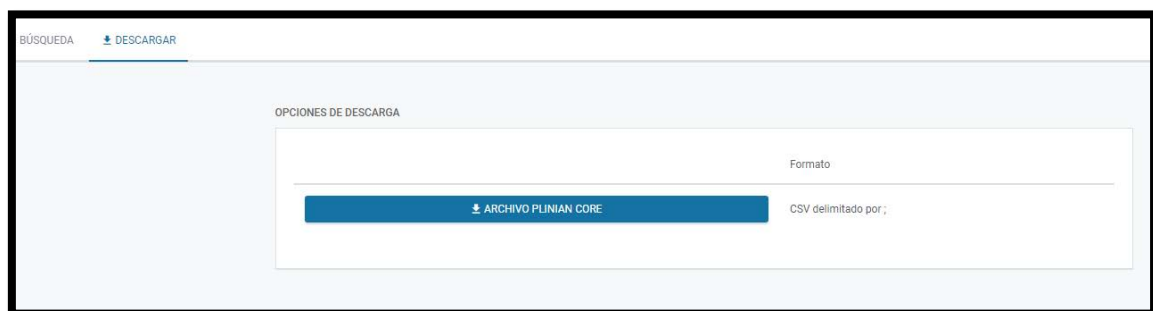 BÚSQUEDA DESCARGAR
OPCIONES DE DESCARGA
Formato
ARCHIVO PLINIAN CORE CSV delimitado por ;